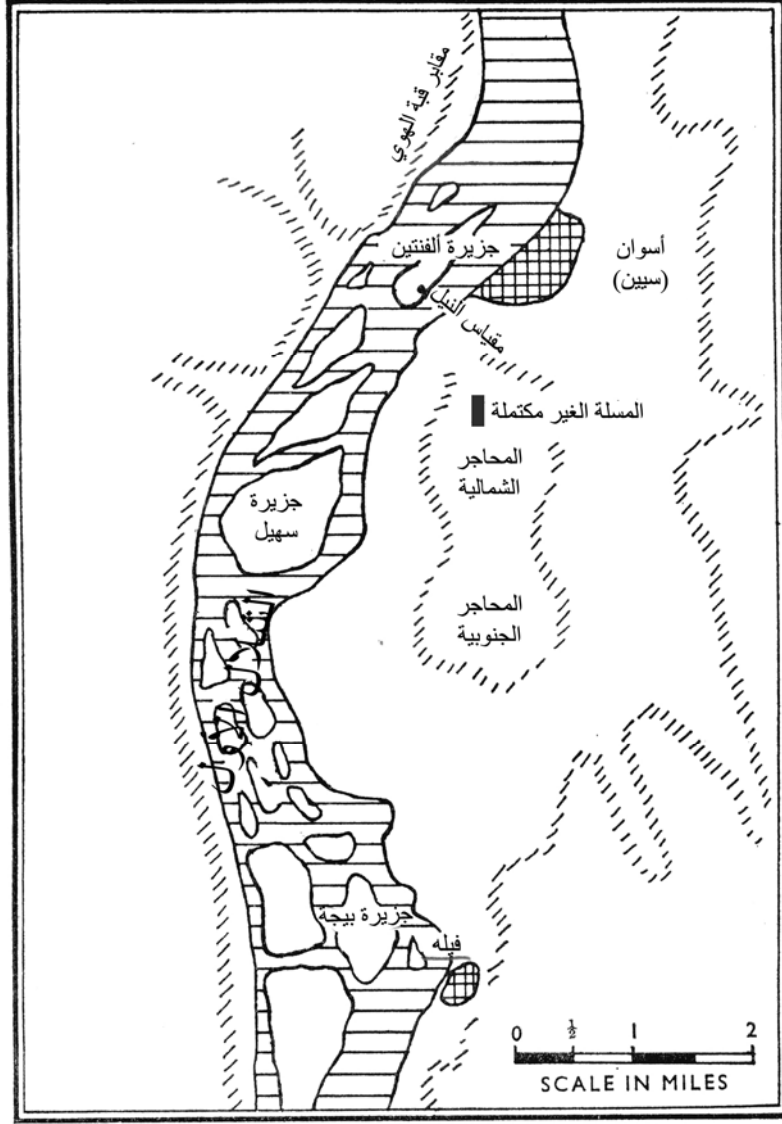 مقابر قبة الهوي
جزيرة ألفنتين
أسوان
(سيين)
مقياس النيل
المسلة الغير مكتملة
المحاجر
الشمالية
جزيرة
سهيل
المحاجر
الجنوبية
جزيرة بيجة
فيله
0 ½ 1 2
SCALE IN MILES